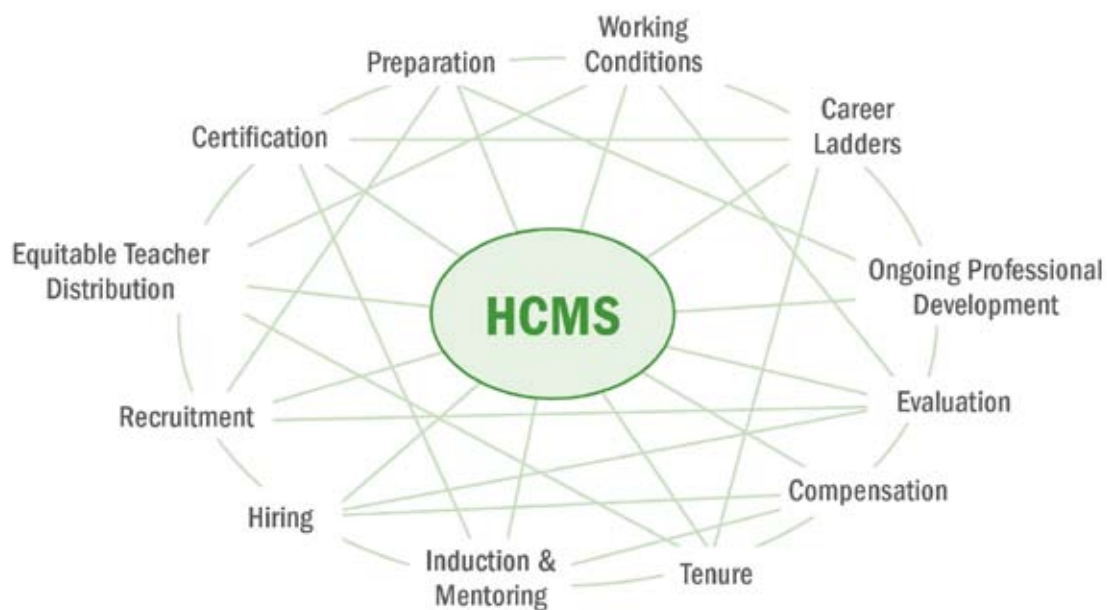 Working
Conditions
Preparation
Career
Ladders
Certification
Equitable Teacher
Distribution
Ongoing Professional
Development
HCMS
Evaluation
Recruitment
Compensation
Hiring
Induction &
Mentoring
Tenure